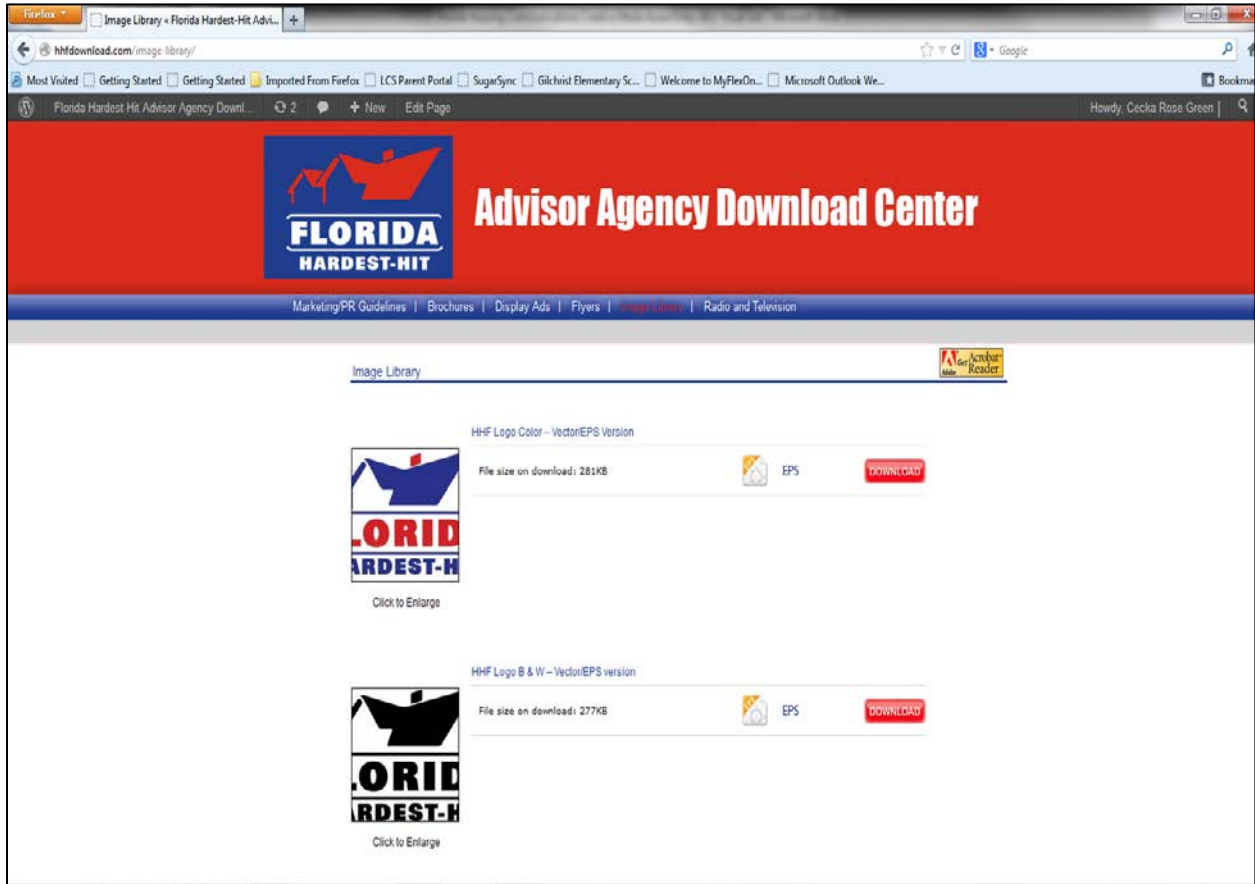 Firefox
Image Library « Florida Hardest-Hit Advi...
hhfdownload.com/image-library/
Google
Most Visited Getting Started Getting Started Imported From Firefox LCS Parent Portal SugarSync Gilchrist Elementary Sc... Welcome to MyFlexOn... Microsoft Outlook We... Bookma
Florida Hardest Hit Advisor Agency Downl... 2 + New Edit Page Howdy, Cecka Rose Green |
FLORIDA
HARDEST-HIT
Advisor Agency Download Center
Marketing/PR Guidelines | Brochures | Display Ads | Flyers | Image Library | Radio and Television
Image Library
Adobe Get Acrobat Reader
HHF Logo Color – Vector/EPS Version
File size on download: 281KB EPS DOWNLOAD
LORID
ARDEST-H
Click to Enlarge
HHF Logo B & W – Vector/EPS version
File size on download: 277KB EPS DOWNLOAD
LORID
ARDEST-H
Click to Enlarge